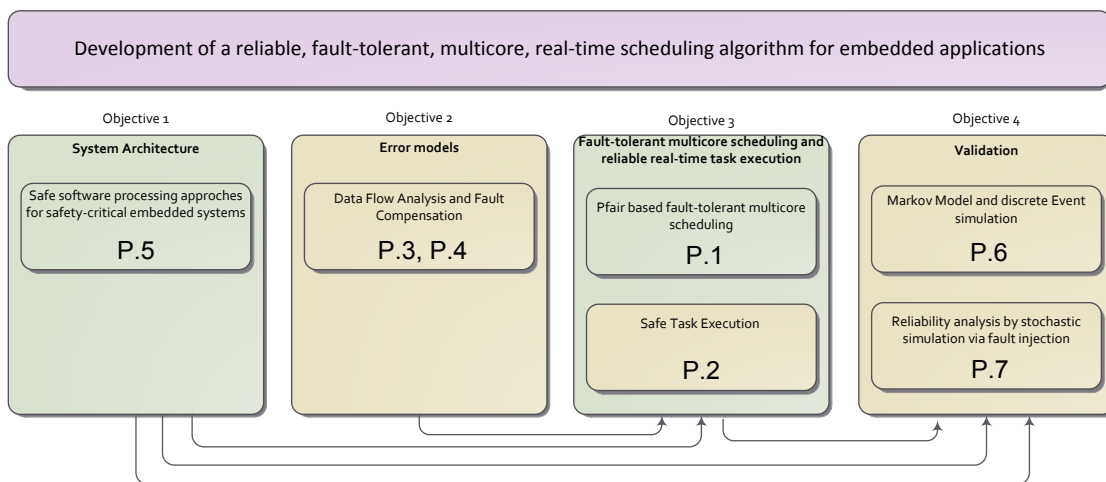 Development of a reliable, fault-tolerant, multicore, real-time scheduling algorithm for embedded applications
Objective 1
System Architecture
Safe software processing approches
for safety-critical embedded systems
P.5
Objective 2
Error models
Data Flow Analysis and Fault
Compensation
P.3, P.4
Objective 3
Fault-tolerant multicore scheduling and
reliable real-time task execution
Pfair based fault-tolerant multicore
scheduling
P.1
Safe Task Execution
P.2
Objective 4
Validation
Markov Model and discrete Event
simulation
P.6
Reliability analysis by stochastic
simulation via fault injection
P.7